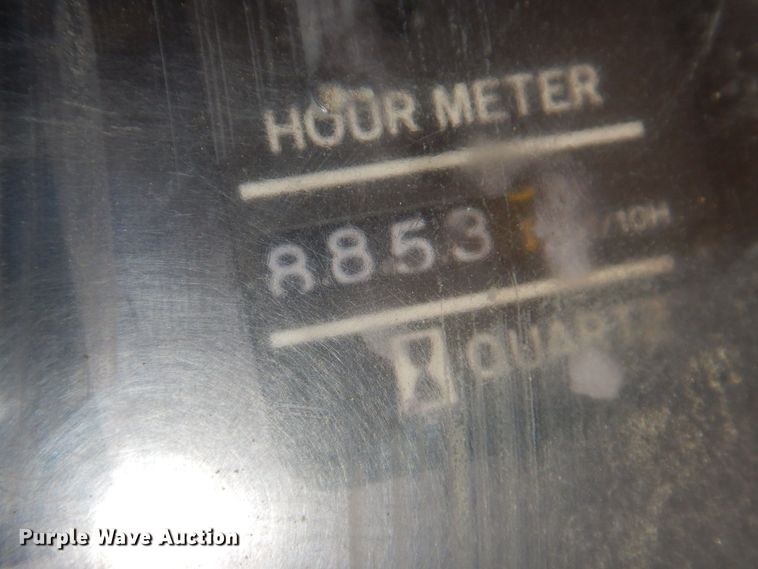 HOUR METER
8853
1/10H
QUARTZ
Purple Wave Auction